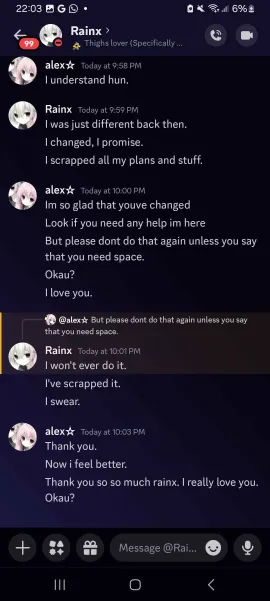 22:03
6%
99
Rainx
Thighs lover (Specifically ...
alex☆ Today at 9:58 PM
I understand hun.
Rainx Today at 9:59 PM
I was just different back then.
I changed, I promise.
I scrapped all my plans and stuff.
alex☆ Today at 10:00 PM
Im so glad that youve changed
Look if you need any help im here
But please dont do that again unless you say
that you need space.
Okau?
I love you.
@alex☆ But please dont do that again unless you say
that you need space.
Rainx Today at 10:01 PM
I won't ever do it.
I've scrapped it.
I swear.
alex☆ Today at 10:03 PM
Thank you.
Now i feel better.
Thank you so so much rainx. I really love you.
Okau?
Message @Rai...